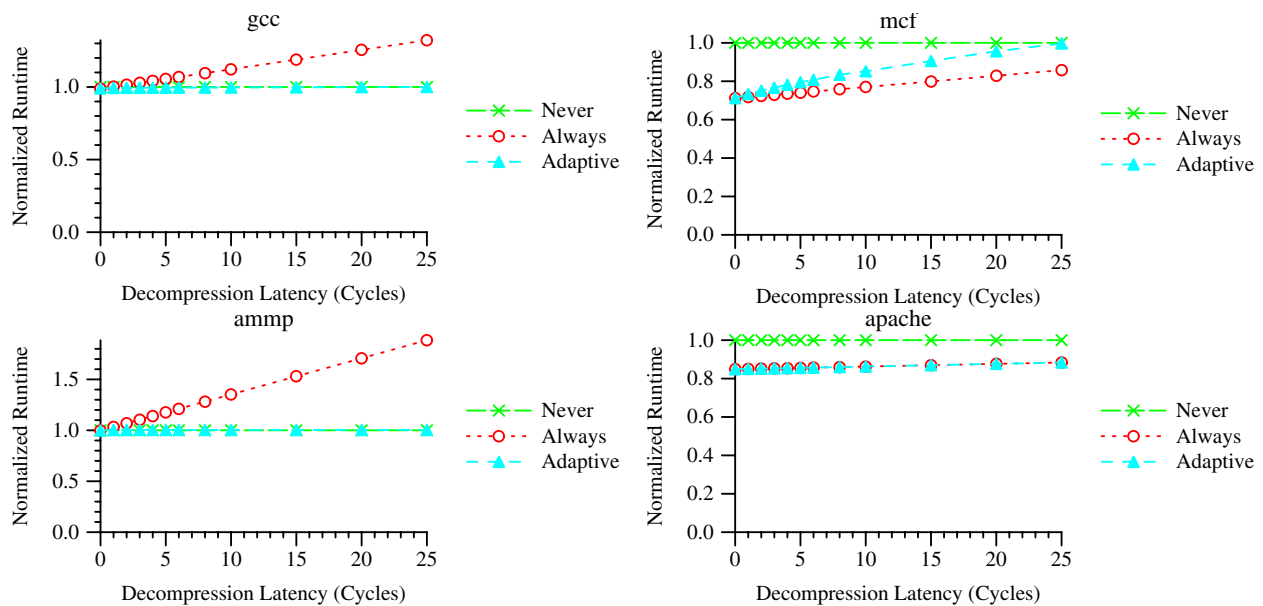 gcc
Normalized Runtime
1.0
0.5
0.0
0 5 10 15 20 25
Decompression Latency (Cycles)
Never
Always
Adaptive
mcf
Normalized Runtime
1.0
0.8
0.6
0.4
0.2
0.0
0 5 10 15 20 25
Decompression Latency (Cycles)
Never
Always
Adaptive
ammp
Normalized Runtime
1.5
1.0
0.5
0.0
0 5 10 15 20 25
Decompression Latency (Cycles)
Never
Always
Adaptive
apache
Normalized Runtime
1.0
0.8
0.6
0.4
0.2
0.0
0 5 10 15 20 25
Decompression Latency (Cycles)
Never
Always
Adaptive